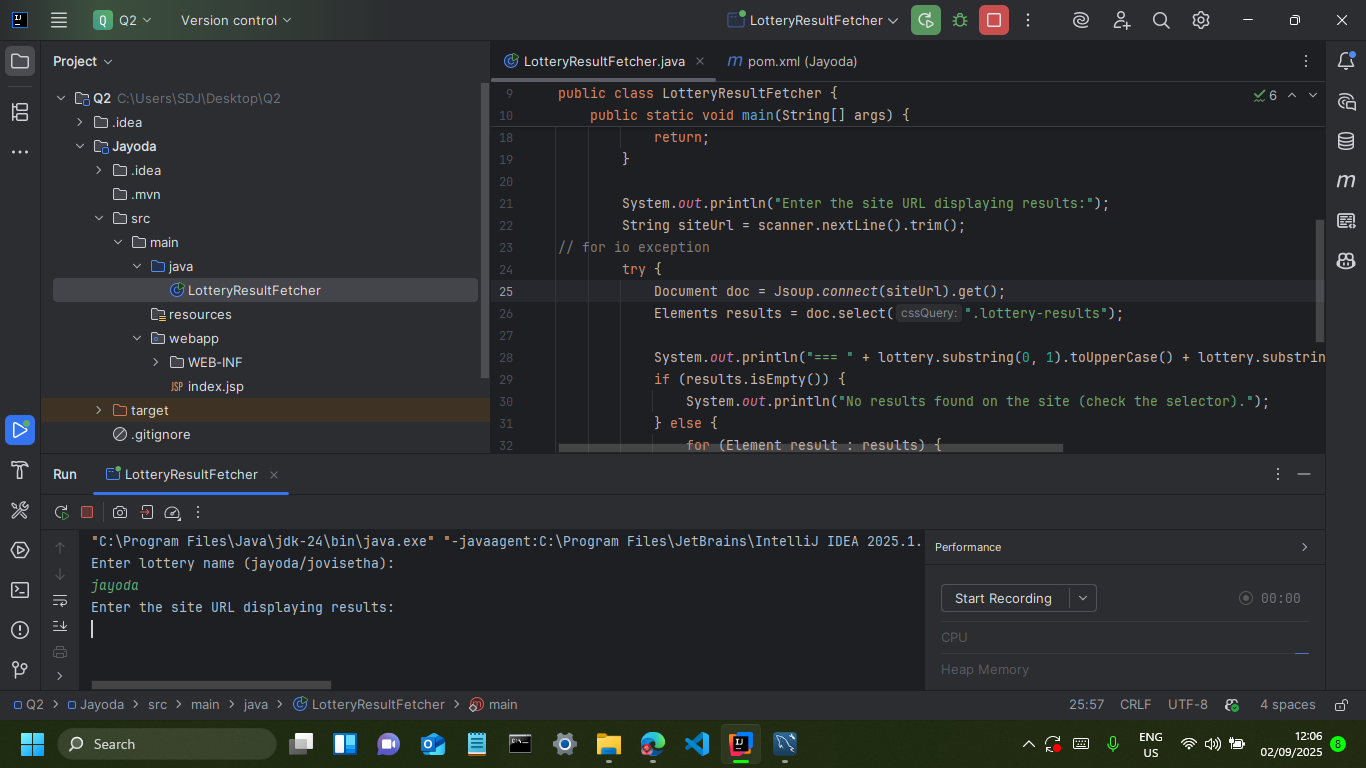 Q Q2 Version control LotteryResultFetcher
Project
LotteryResultFetcher.java m pom.xml (Jayoda)
Q2 C:\Users\SDJ\Desktop\Q2
.idea
Jayoda
.idea
.mvn
src
main
java
LotteryResultFetcher
resources
webapp
WEB-INF
JSP index.jsp
target
.gitignore
6
9 public class LotteryResultFetcher {
10 public static void main(String[] args) {
18 return;
19 }
20
21 System.out.println("Enter the site URL displaying results:");
22 String siteUrl = scanner.nextLine().trim();
23 // for io exception
24 try {
25 Document doc = Jsoup.connect(siteUrl).get();
26 Elements results = doc.select( cssQuery: ".lottery-results");
27
28 System.out.println("=== " + lottery.substring(0, 1).toUpperCase() + lottery.substrin
29 if (results.isEmpty()) {
30 System.out.println("No results found on the site (check the selector).");
31 } else {
32 for (Element result : results) {
Run LotteryResultFetcher
"C:\Program Files\Java\jdk-24\bin\java.exe" "-javaagent:C:\Program Files\JetBrains\IntelliJ IDEA 2025.1.
Enter lottery name (jayoda/jovisetha):
jayoda
Enter the site URL displaying results:
Performance
Start Recording 00:00
CPU
Heap Memory
Q2 > Jayoda > src > main > java > LotteryResultFetcher > main 25:57 CRLF UTF-8 4 spaces
Search
ENG
US
12:06
02/09/2025
8